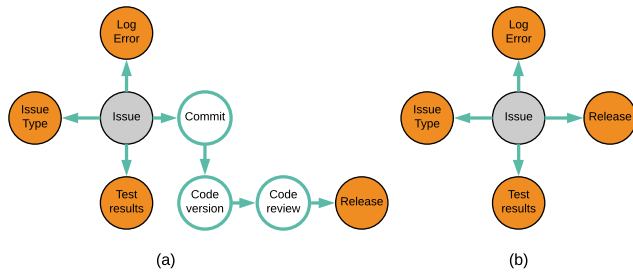 Log
Error
Issue
Type
Issue
Commit
Test
results
Code
version
Code
review
Release
(a)
Log
Error
Issue
Type
Issue
Release
Test
results
(b)